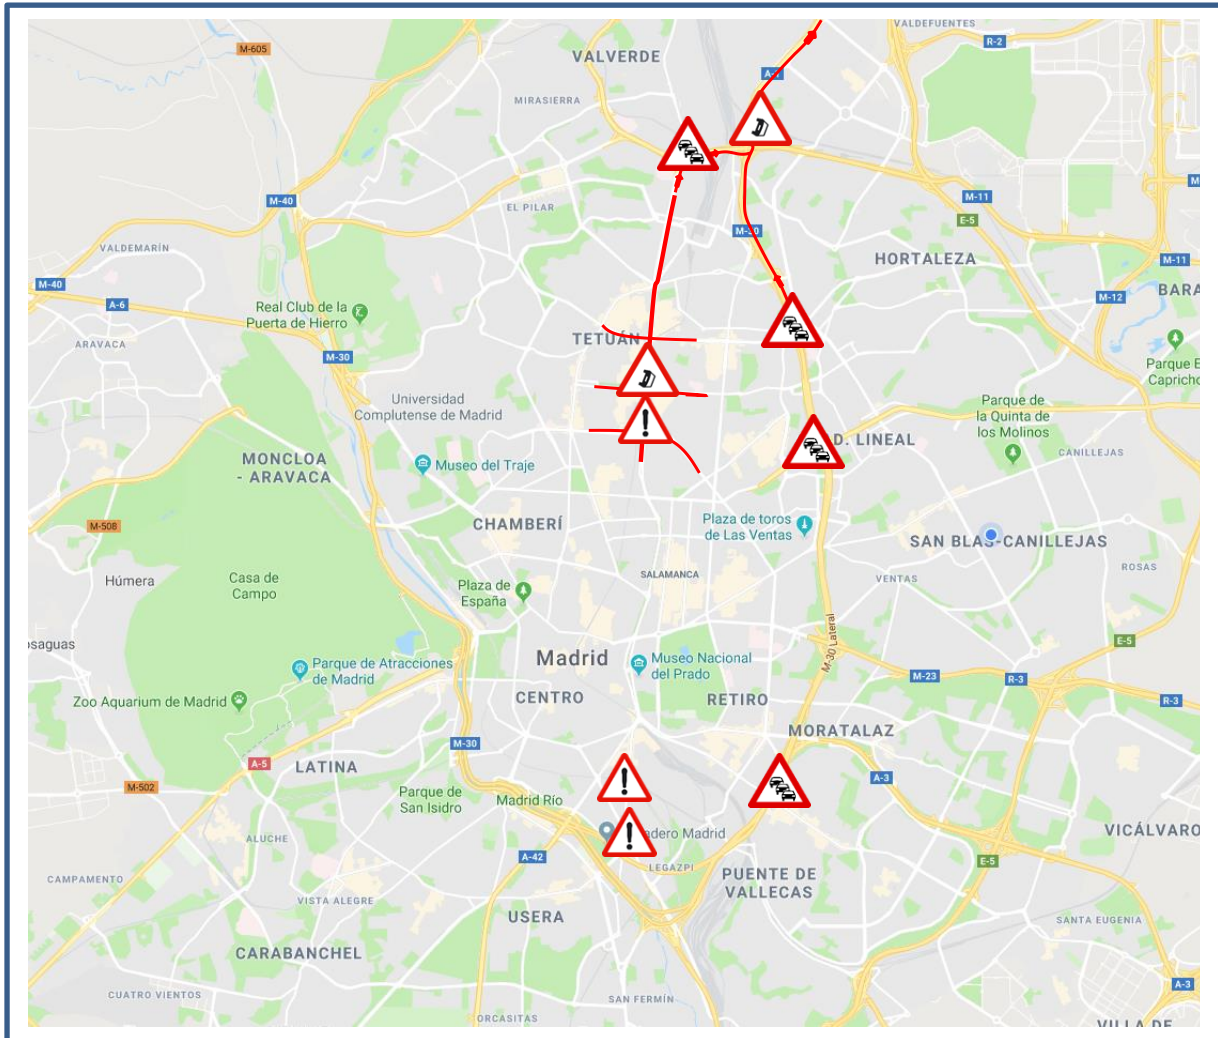 VALDEFUENTES
M-605
R-2
VALVERDE
A-1
MIRASIERRA
M-40
EL PILAR
M-11
E-5
M
M-30
VALDEMARÍN
HORTALEZA
M-11
M-40
A-6
M-12
BARA
Real Club de la
Puerta de Hierro
TETUÁN
ARAVACA
M-30
Parque E
Capricho
Universidad
Complutense de Madrid
Parque de
la Quinta de
los Molinos
D. LINEAL
CANILLEJAS
MONCLOA
- ARAVACA
Museo del Traje
M-508
CHAMBERÍ
Plaza de toros
de Las Ventas
SAN BLAS-CANILLEJAS
Húmera
Casa de
Campo
Plaza de
España
SALAMANCA
VENTAS
ROSAS
osaguas
Madrid
Museo Nacional
del Prado
M-30 Lateral
E-5
Parque de Atracciones
de Madrid
M-23
R-3
R-3
Zoo Aquarium de Madrid
CENTRO
RETIRO
MORATALAZ
M-30
A-5
LATINA
A-3
M-502
Parque de
San Isidro
Madrid Río
adero Madrid
VICÁLVARO
ALUCHE
A-42
LEGAZPI
E-5
CAMPAMENTO
PUENTE DE
VALLECAS
VISTA ALEGRE
USERA
SANTA EUGENIA
CARABANCHEL
A-3
CUATRO VIENTOS
SAN FERMÍN
ORCASITAS
VILLA DE